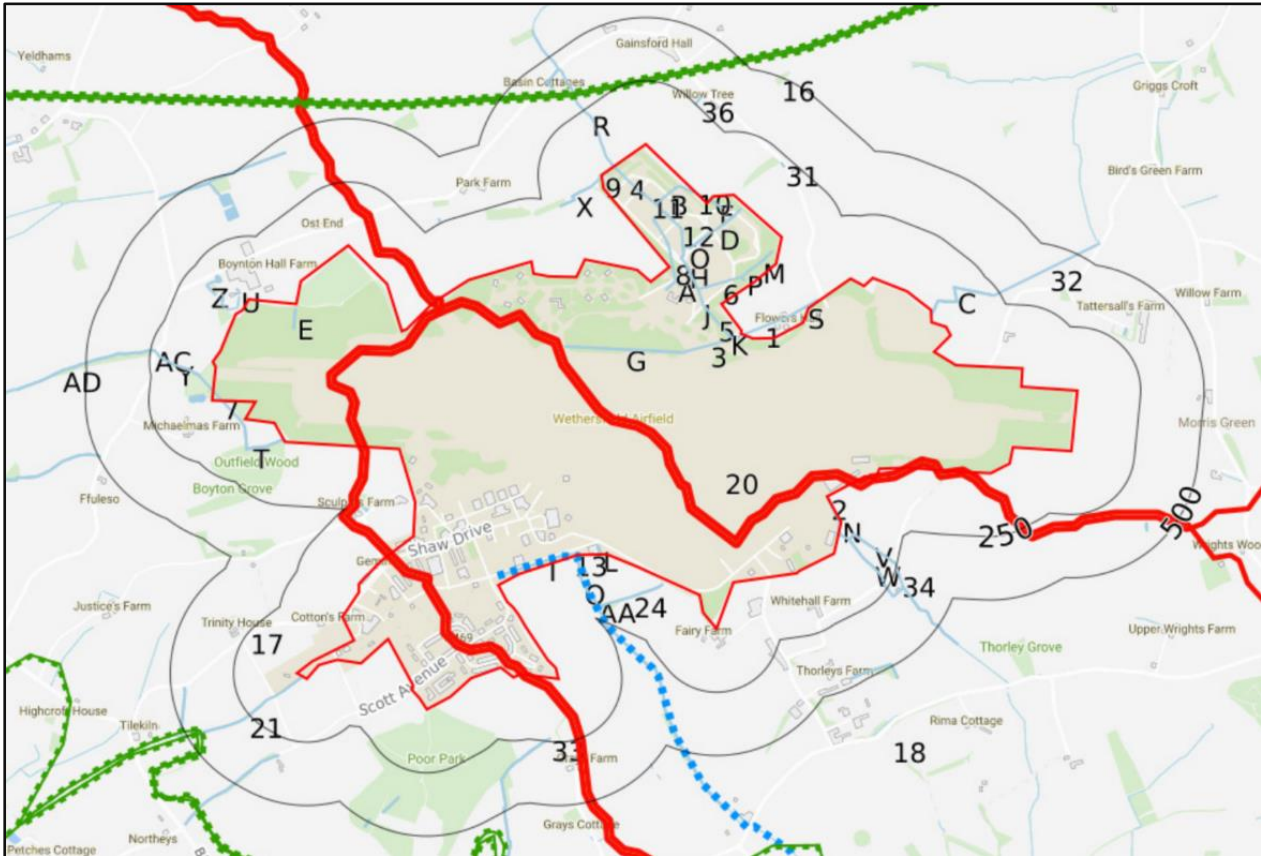 Yeldhams
Gainsford Hall
Basin Cottages
Willow Tree
16
Griggs Croft
36
R
Bird's Green Farm
31
Park Farm
9 4
X
11 B 10
Ost End
12 D
O
Boynton Hall Farm
8 H
M
P
32
A
6
Z U
C
Tattersall's Farm
Willow Farm
J
Flowers
S
E
5
K 1
3
G
AC
Y
AD
7
Michaelmas Farm
Airfield
Morris Green
T
Outfield Wood
Boyton Grove
20
Ffuleso
Farm
2
500
N
250
Shaw Drive
V
I 13 L
W 34
Q
AA 24
Whitehall Farm
Justice's Farm
Trinity House
Cotton's Farm
Fairy Farm
Upper Wrights Farm
17
Thorley Grove
Thorleys Farm
Scott Avenue
Highcroft House
Tilekiln
21
Rima Cottage
33
Farm
18
Poor Park
Grays Cottage
Northeys
Petches Cottage